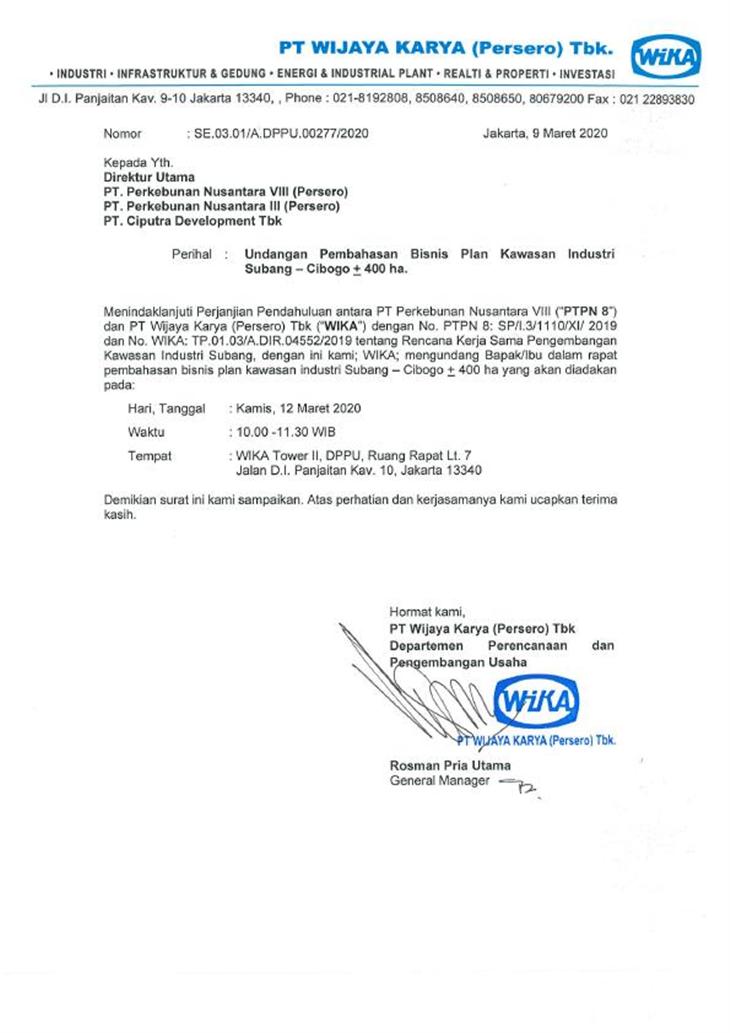 PT WIJAYA KARYA (Persero) Tbk.
WiKA
• INDUSTRI • INFRASTRUKTUR & GEDUNG • ENERGI & INDUSTRIAL PLANT • REALTI & PROPERTI • INVESTASI
Jl D.I. Panjaitan Kav. 9-10 Jakarta 13340, , Phone : 021-8192808, 8508640, 8508650, 80679200 Fax : 021 22893830
Nomor : SE.03.01/A.DPPU.00277/2020 Jakarta, 9 Maret 2020
Kepada Yth.
Direktur Utama
PT. Perkebunan Nusantara VIII (Persero)
PT. Perkebunan Nusantara III (Persero)
PT. Ciputra Development Tbk
Perihal : Undangan Pembahasan Bisnis Plan Kawasan Industri
Subang – Cibogo ± 400 ha.
Menindaklanjuti Perjanjian Pendahuluan antara PT Perkebunan Nusantara VIII ("PTPN 8")
dan PT Wijaya Karya (Persero) Tbk ("WIKA") dengan No. PTPN 8: SP/I.3/1110/XI/ 2019
dan No. WIKA: TP.01.03/A.DIR.04552/2019 tentang Rencana Kerja Sama Pengembangan
Kawasan Industri Subang, dengan ini kami; WIKA; mengundang Bapak/Ibu dalam rapat
pembahasan bisnis plan kawasan industri Subang – Cibogo ± 400 ha yang akan diadakan
pada:
Hari, Tanggal : Kamis, 12 Maret 2020
Waktu : 10.00 -11.30 WIB
Tempat : WIKA Tower II, DPPU, Ruang Rapat Lt. 7
Jalan D.I. Panjaitan Kav. 10, Jakarta 13340
Demikian surat ini kami sampaikan. Atas perhatian dan kerjasamanya kami ucapkan terima
kasih.
Hormat kami,
PT Wijaya Karya (Persero) Tbk
Departemen Perencanaan dan
Pengembangan Usaha
WiKA
PT WIJAYA KARYA (Persero) Tbk.
Rosman Pria Utama
General Manager